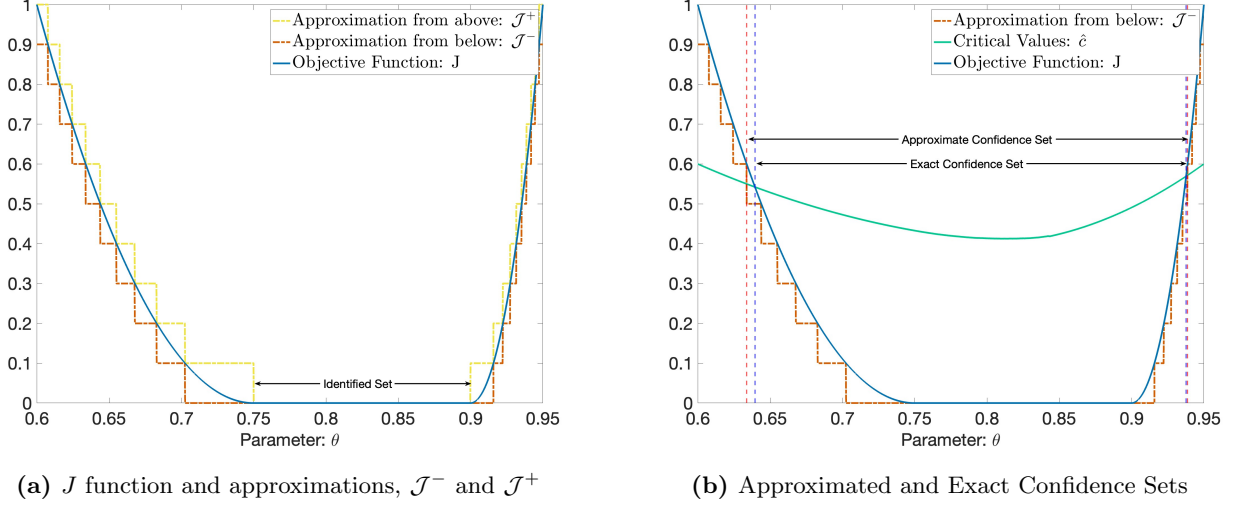 Approximation from above: 𝒥⁺
Approximation from below: 𝒥⁻
Objective Function: J
1
0.9
0.8
0.7
0.6
0.5
0.4
0.3
0.2
0.1
0
Identified Set
0.6 0.65 0.7 0.75 0.8 0.85 0.9 0.95
Parameter: θ
(a) J function and approximations, 𝒥⁻ and 𝒥⁺
Approximation from below: 𝒥⁻
Critical Values: ĉ
Objective Function: J
1
0.9
0.8
0.7
0.6
0.5
0.4
0.3
0.2
0.1
0
Approximate Confidence Set
Exact Confidence Set
0.6 0.65 0.7 0.75 0.8 0.85 0.9 0.95
Parameter: θ
(b) Approximated and Exact Confidence Sets